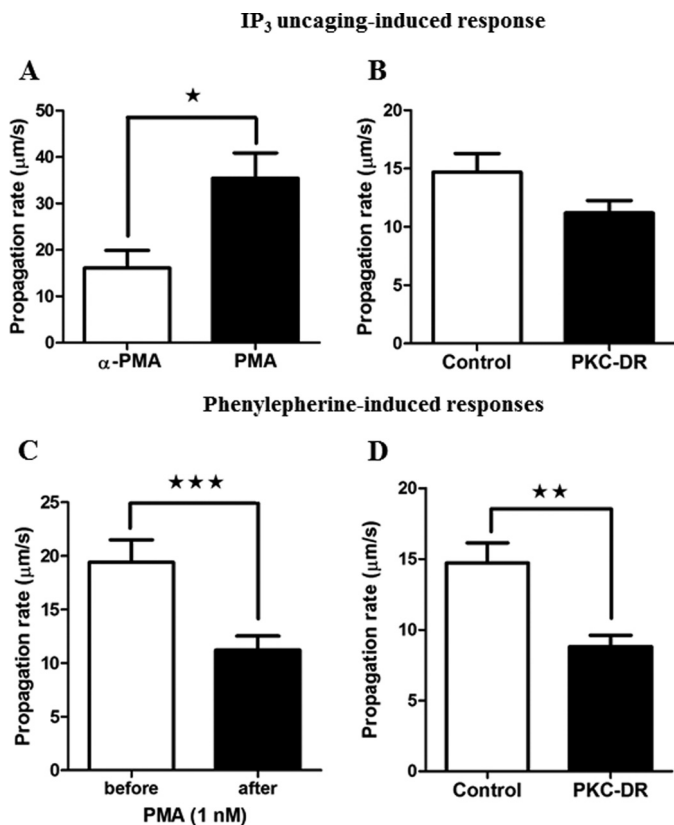 IP₃ uncaging-induced response
A
B
★
Propagation rate (μm/s)
50
40
30
20
10
0
α-PMA PMA
Propagation rate (μm/s)
20
15
10
5
0
Control PKC-DR
Phenylepherine-induced responses
C
D
★★★
Propagation rate (μm/s)
25
20
15
10
5
0
before after
PMA (1 nM)
★★
Propagation rate (μm/s)
20
15
10
5
0
Control PKC-DR